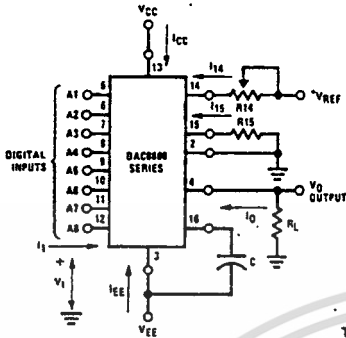 VCC
ICC
13
I14
A1 5
14
R14
+VREF
A2 6
I15
A3 7
15
R15
DIGITAL INPUTS
A4 8
DAC0800 SERIES
2
A5 9
A6 10
4
VO OUTPUT
A7 11
IO
A8 12
16
RL
I1
3
C
+
V1
IEE
VEE